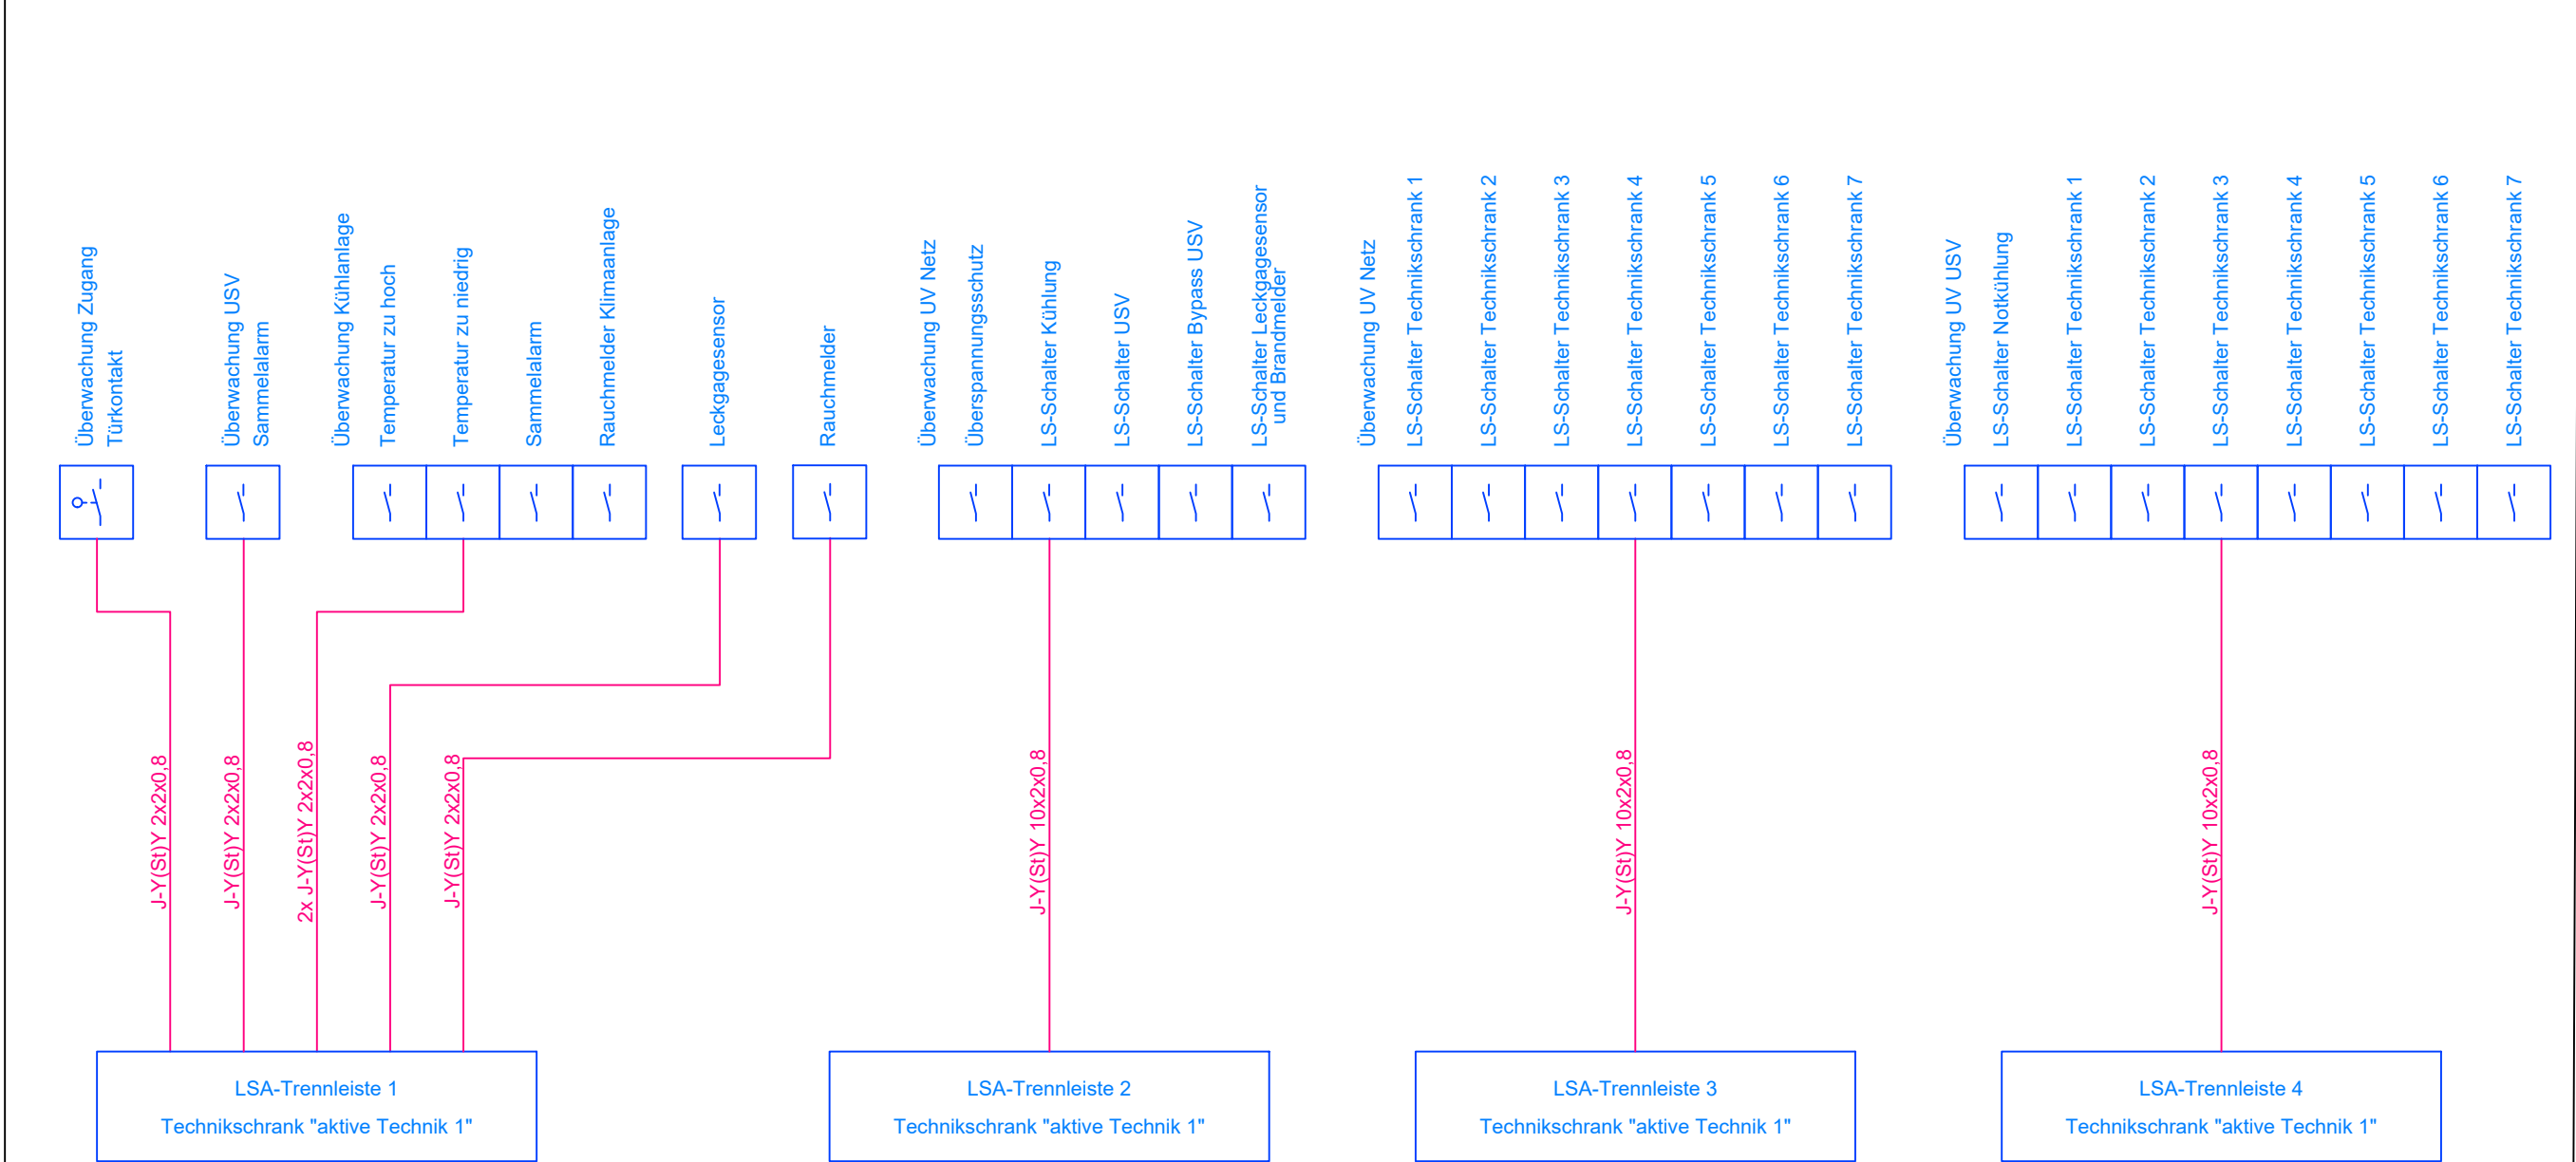 Überwachung Zugang
Türkontakt
Überwachung USV
Sammelalarm
Überwachung Kühlanlage
Temperatur zu hoch
Temperatur zu niedrig
Sammelalarm
Rauchmelder Klimaanlage
Leckgagesensor
Rauchmelder
Überwachung UV Netz
Überspannungsschutz
LS-Schalter Kühlung
LS-Schalter USV
LS-Schalter Bypass USV
LS-Schalter Leckgagesensor
und Brandmelder
Überwachung UV Netz
LS-Schalter Technikschrank 1
LS-Schalter Technikschrank 2
LS-Schalter Technikschrank 3
LS-Schalter Technikschrank 4
LS-Schalter Technikschrank 5
LS-Schalter Technikschrank 6
LS-Schalter Technikschrank 7
Überwachung UV USV
LS-Schalter Notkühlung
LS-Schalter Technikschrank 1
LS-Schalter Technikschrank 2
LS-Schalter Technikschrank 3
LS-Schalter Technikschrank 4
LS-Schalter Technikschrank 5
LS-Schalter Technikschrank 6
LS-Schalter Technikschrank 7
J-Y(St)Y 2x2x0,8
J-Y(St)Y 2x2x0,8
2x J-Y(St)Y 2x2x0,8
J-Y(St)Y 2x2x0,8
J-Y(St)Y 2x2x0,8
J-Y(St)Y 10x2x0,8
J-Y(St)Y 10x2x0,8
J-Y(St)Y 10x2x0,8
LSA-Trennleiste 1
Technikschrank "aktive Technik 1"
LSA-Trennleiste 2
Technikschrank "aktive Technik 1"
LSA-Trennleiste 3
Technikschrank "aktive Technik 1"
LSA-Trennleiste 4
Technikschrank "aktive Technik 1"